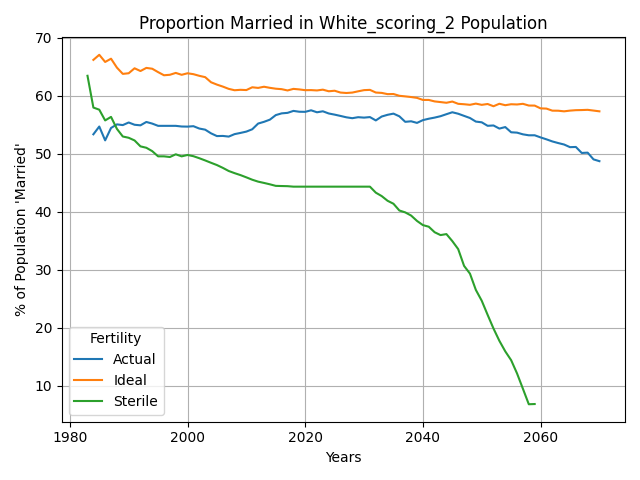 Proportion Married in White_scoring_2 Population
% of Population 'Married'
70
60
50
40
30
20
10
Fertility
Actual
Ideal
Sterile
1980
2000
2020
2040
2060
Years